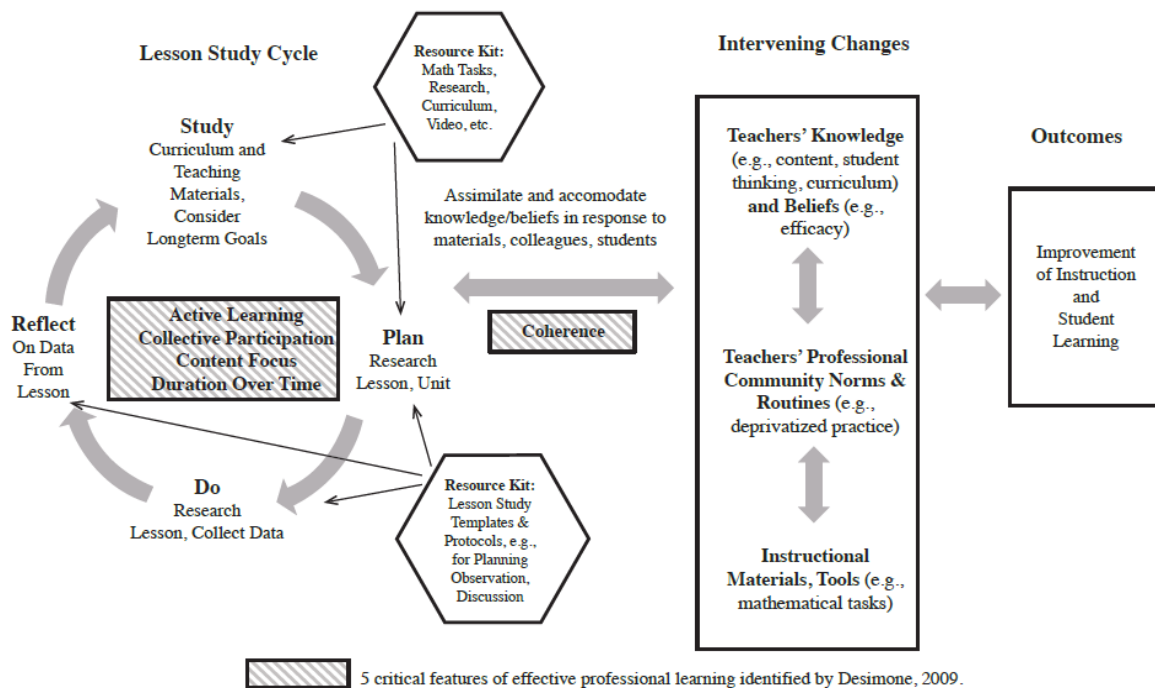 Lesson Study Cycle
Resource Kit:
Math Tasks,
Research,
Curriculum,
Video, etc.
Study
Curriculum and
Teaching
Materials,
Consider
Longterm Goals
Reflect
On Data
From
Lesson
Active Learning
Collective Participation
Content Focus
Duration Over Time
Plan
Research
Lesson, Unit
Do
Research
Lesson, Collect Data
Resource Kit:
Lesson Study
Templates &
Protocols, e.g.,
for Planning
Observation,
Discussion
Assimilate and accomodate
knowledge/beliefs in response to
materials, colleagues, students
Coherence
Intervening Changes
Teachers’ Knowledge
(e.g., content, student
thinking, curriculum)
and Beliefs (e.g.,
efficacy)
Teachers’ Professional
Community Norms &
Routines (e.g.,
deprivatized practice)
Instructional
Materials, Tools (e.g.,
mathematical tasks)
Outcomes
Improvement
of Instruction
and
Student
Learning
5 critical features of effective professional learning identified by Desimone, 2009.